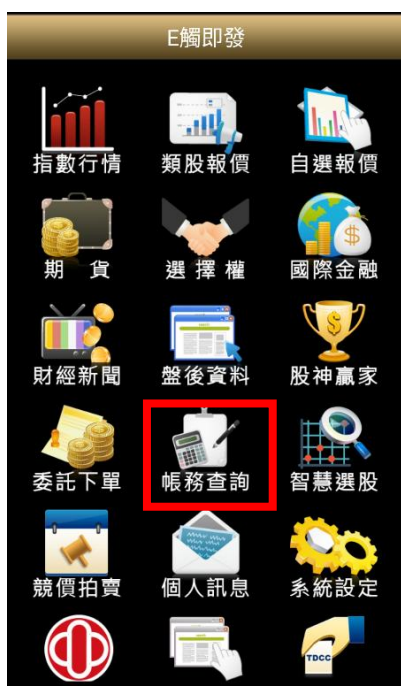 E觸即發
指數行情 類股報價 自選報價
期 貨 選 擇 權 國際金融
財經新聞 盤後資料 股神贏家
委託下單 帳務查詢 智慧選股
競價拍賣 個人訊息 系統設定
TDCC